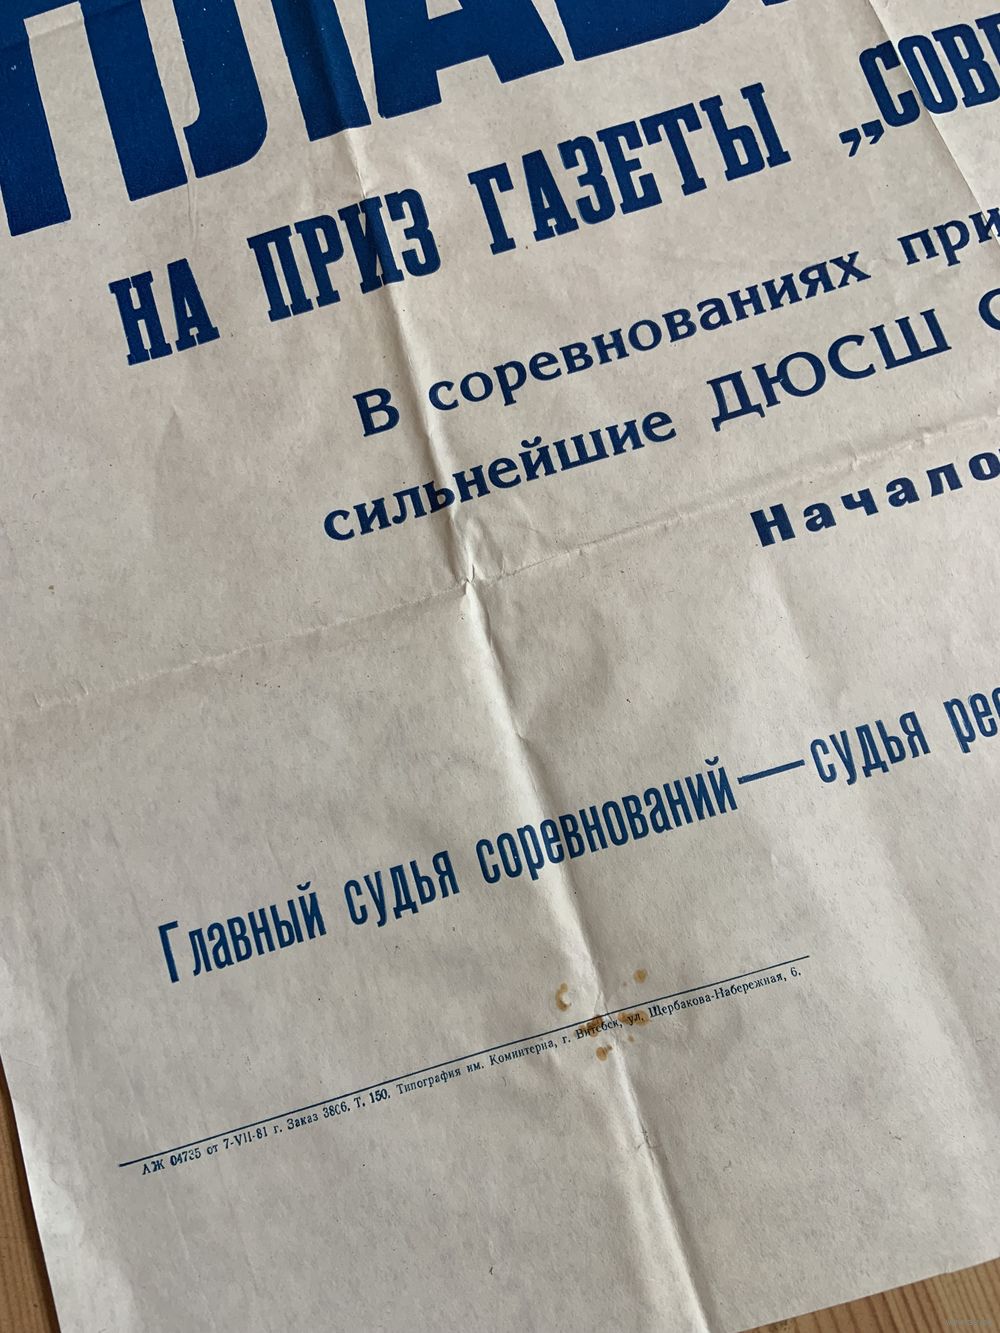 ПЛАВ
НА ПРИЗ ГАЗЕТЫ „СОВ
В соревнованиях при
сильнейшие ДЮСШ С
Начало
Главный судья соревнований — судья рес
АЖ 04735 от 7-VII-81 г. Заказ 3806. Т. 150. Типография им. Коминтерна, г. Витебск, ул. Щербакова-Набережная, 6.